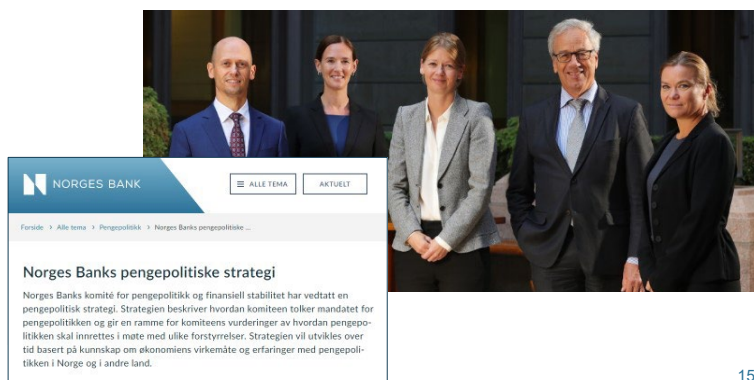 NORGES BANK
ALLE TEMA
AKTUELT
Forside > Alle tema > Pengepolitikk > Norges Banks pengepolitiske ...
Norges Banks pengepolitiske strategi
Norges Banks komité for pengepolitikk og finansiell stabilitet har vedtatt en
pengepolitisk strategi. Strategien beskriver hvordan komiteen tolker mandatet for
pengepolitikken og gir en ramme for komiteens vurderinger av hvordan pengepo-
litikken skal innrettes i møte med ulike forstyrrelser. Strategien vil utvikles over
tid basert på kunnskap om økonomiens virkemåte og erfaringer med pengepoli-
tikken i Norge og i andre land.
15